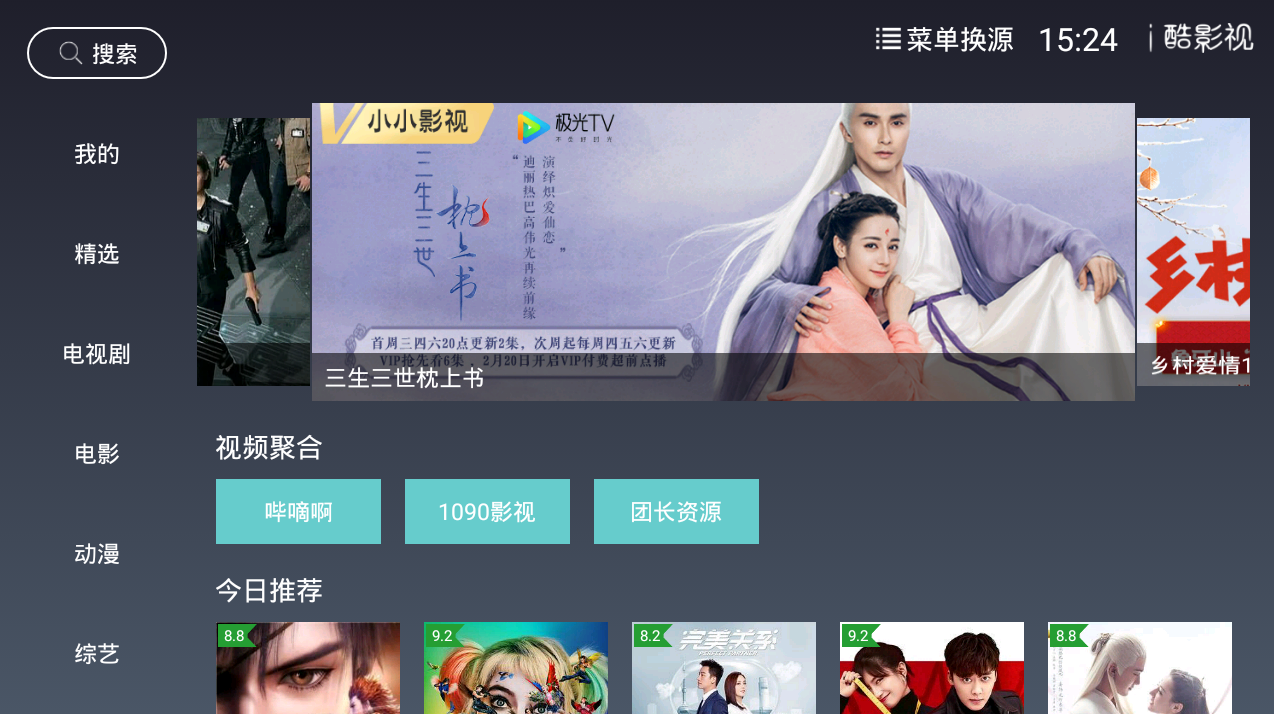 搜索
菜单换源
15:24
酷影视
我的
精选
电视剧
电影
动漫
综艺
小小影视
极光TV
三生三世
枕上书
“迪丽热巴高伟光再续前缘
演绎炽爱仙恋”
首周三四六20点更新2集，次周起每周四五六更新
VIP抢先看6集，2月20日开启VIP付费超前点播
三生三世枕上书
乡村
乡村爱情1
视频聚合
哔嘀啊
1090影视
团长资源
今日推荐
8.8
9.2
8.2
完美关系
PERFECT PARTNER
9.2
8.8